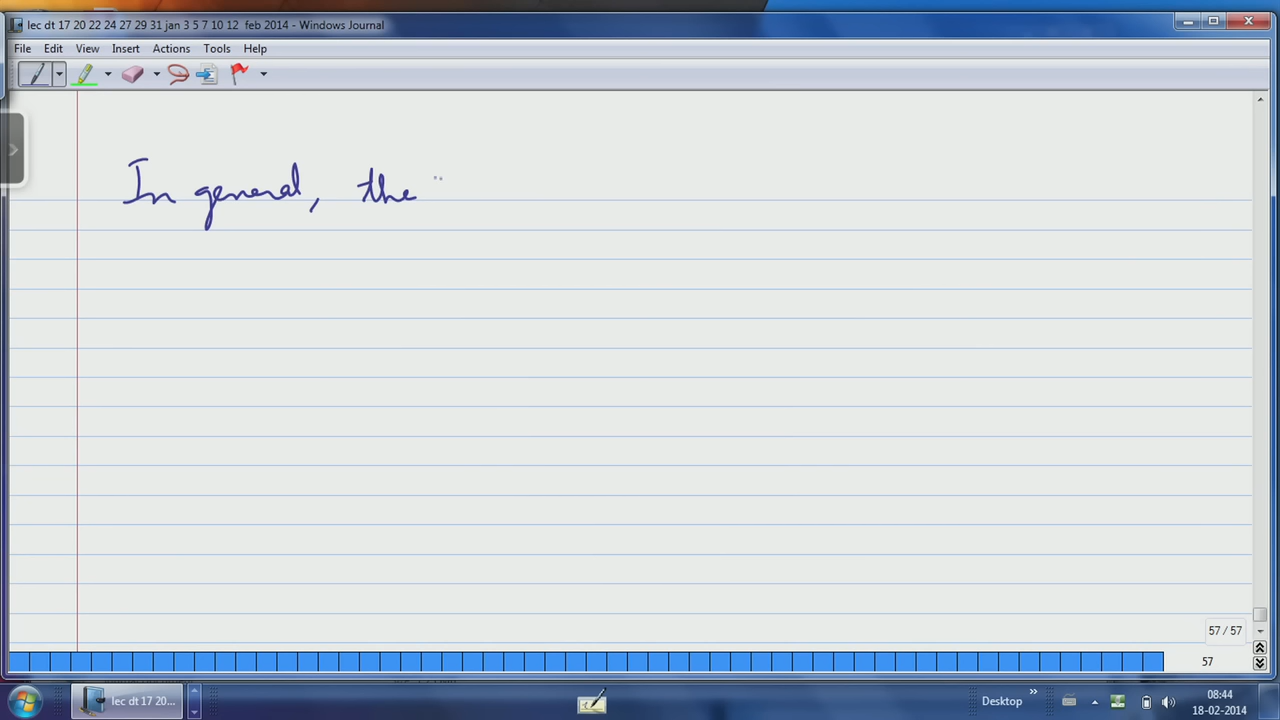 lec dt 17 20 22 24 27 29 31 jan 3 5 7 10 12 feb 2014 - Windows Journal
File Edit View Insert Actions Tools Help
In general, the
57 / 57
57
lec dt 17 20...
Desktop
08:44
18-02-2014